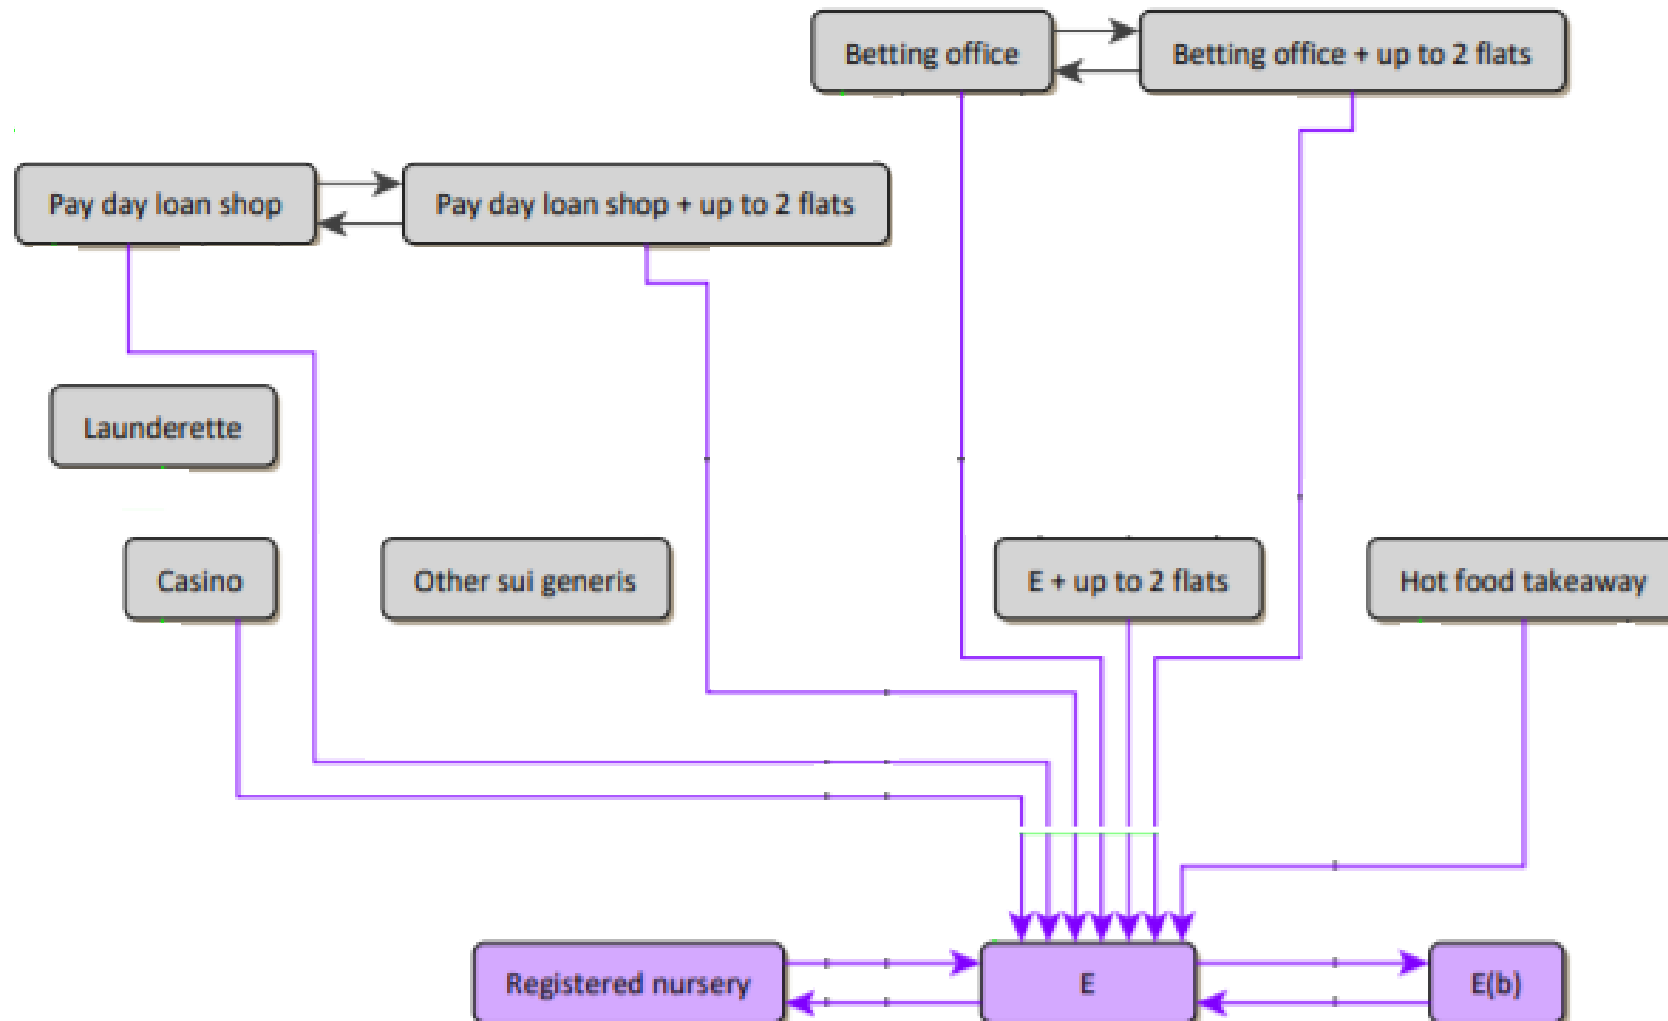 Betting office
Betting office + up to 2 flats
Pay day loan shop
Pay day loan shop + up to 2 flats
Launderette
Casino
Other sui generis
E + up to 2 flats
Hot food takeaway
Registered nursery
E
E(b)